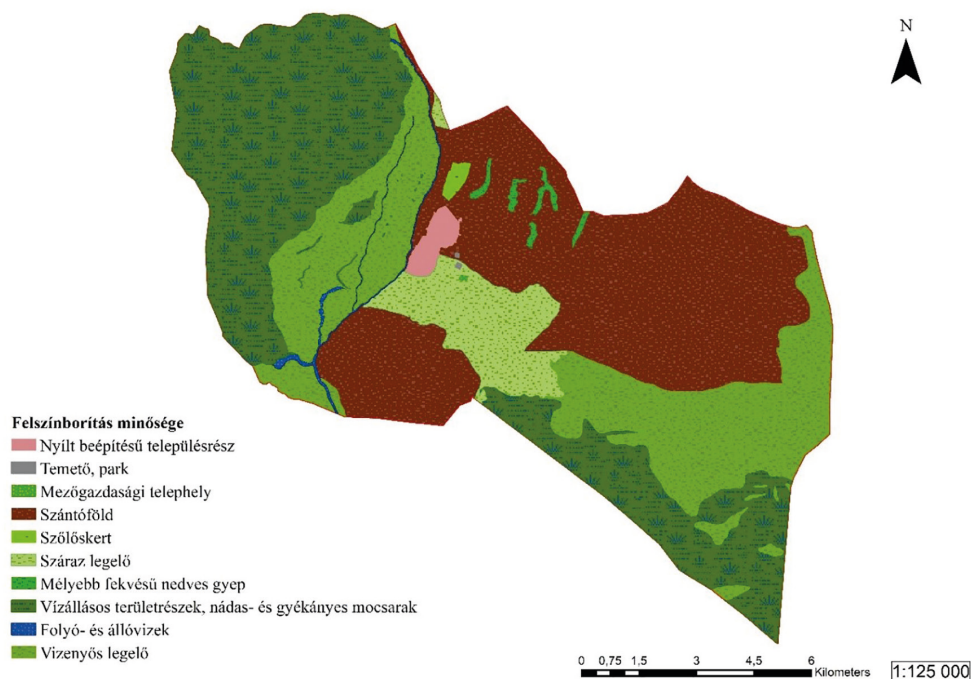 N
Felszínborítás minősége
Nyílt beépítésű településrész
Temető, park
Mezőgazdasági telephely
Szántóföld
Szőlőskert
Száraz legelő
Mélyebb fekvésű nedves gyep
Vízállásos területrészek, nádas- és gyékányes mocsarak
Folyó- és állóvizek
Vizenyős legelő
0 0,75 1,5 3 4,5 6
Kilometers
1:125 000